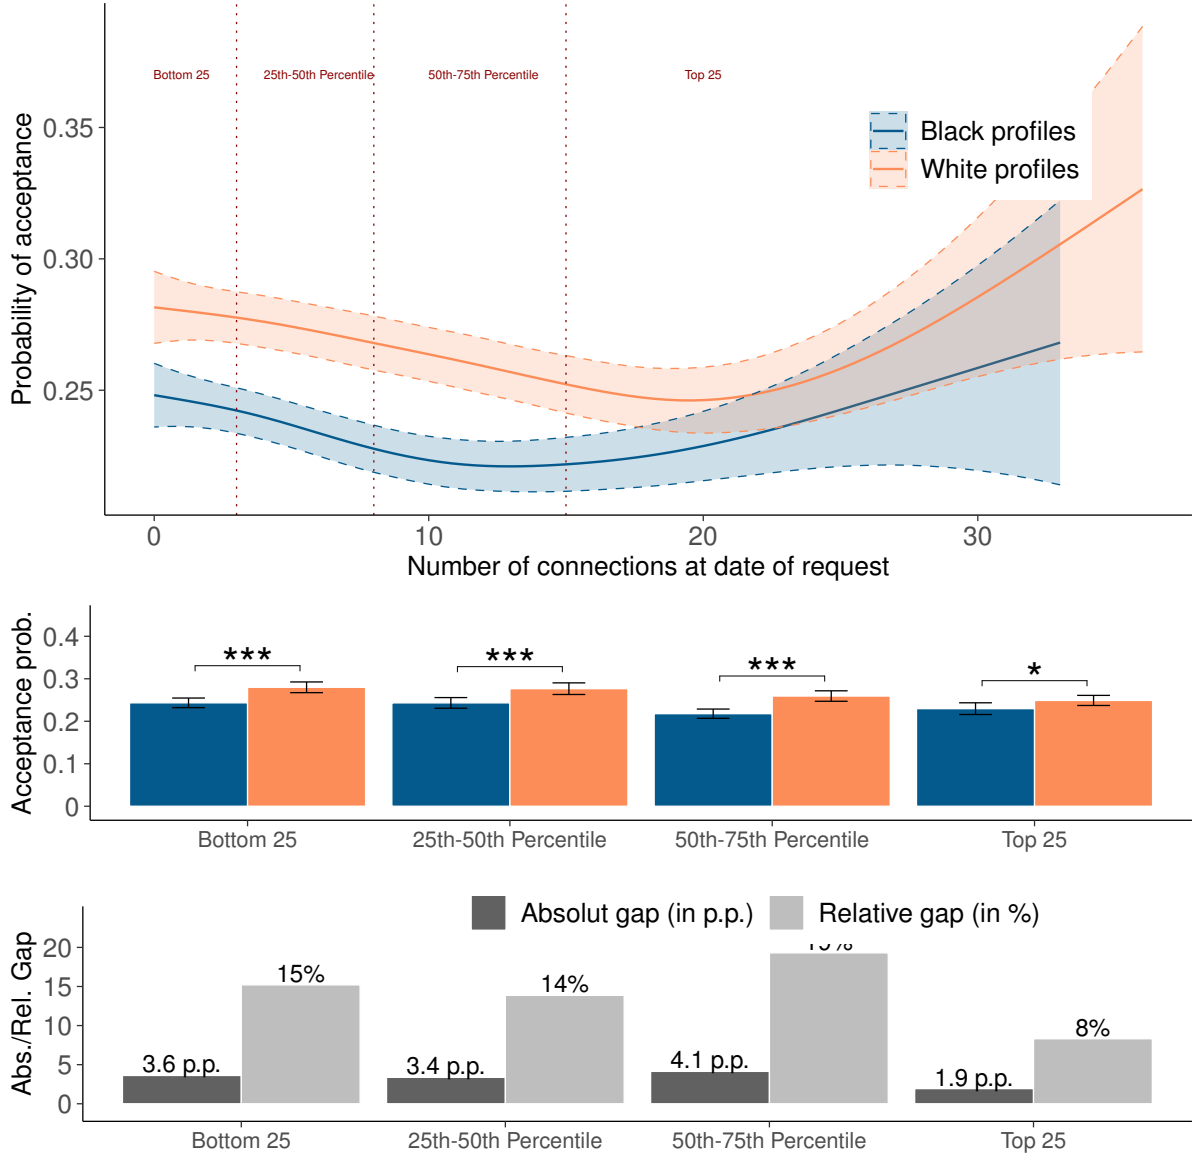 Bottom 25 25th-50th Percentile 50th-75th Percentile Top 25
Black profiles
White profiles
Probability of acceptance
0.35
0.30
0.25
0 10 20 30
Number of connections at date of request
Acceptance prob.
0.4
0.3
0.2
0.1
0
*** *** *** *
Bottom 25 25th-50th Percentile 50th-75th Percentile Top 25
Absolut gap (in p.p.) Relative gap (in %)
Abs./Rel. Gap
20
15
10
5
0
3.6 p.p. 15% 3.4 p.p. 14% 4.1 p.p. 1.9 p.p. 8%
Bottom 25 25th-50th Percentile 50th-75th Percentile Top 25